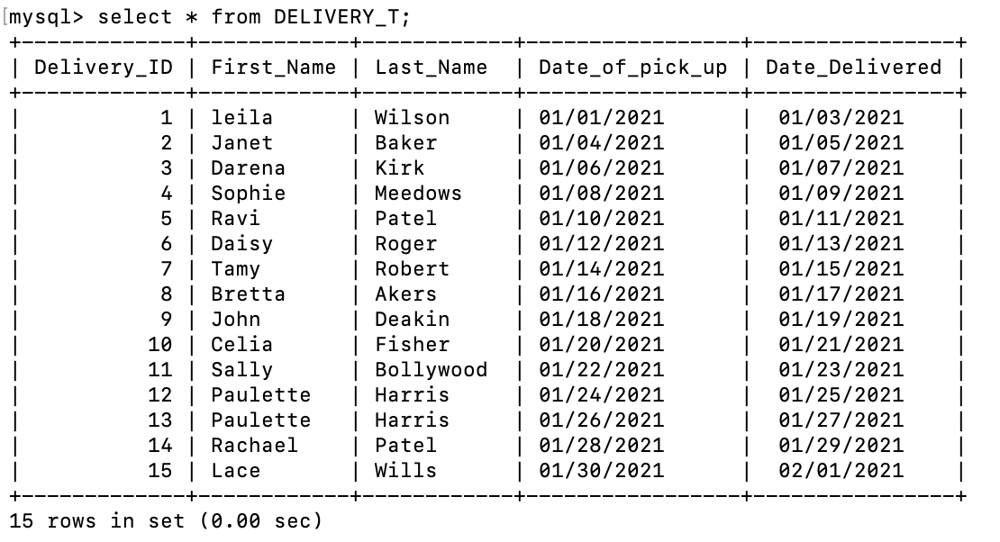 [mysql> select * from DELIVERY_T;
+-------------+------------+------------+-----------------+----------------+
| Delivery_ID | First_Name | Last_Name  | Date_of_pick_up | Date_Delivered |
+-------------+------------+------------+-----------------+----------------+
|           1 | leila      | Wilson     | 01/01/2021      |  01/03/2021    |
|           2 | Janet      | Baker      | 01/04/2021      |  01/05/2021    |
|           3 | Darena     | Kirk       | 01/06/2021      |  01/07/2021    |
|           4 | Sophie     | Meedows    | 01/08/2021      |  01/09/2021    |
|           5 | Ravi       | Patel      | 01/10/2021      |  01/11/2021    |
|           6 | Daisy      | Roger      | 01/12/2021      |  01/13/2021    |
|           7 | Tamy       | Robert     | 01/14/2021      |  01/15/2021    |
|           8 | Bretta     | Akers      | 01/16/2021      |  01/17/2021    |
|           9 | John       | Deakin     | 01/18/2021      |  01/19/2021    |
|          10 | Celia      | Fisher     | 01/20/2021      |  01/21/2021    |
|          11 | Sally      | Bollywood  | 01/22/2021      |  01/23/2021    |
|          12 | Paulette   | Harris     | 01/24/2021      |  01/25/2021    |
|          13 | Paulette   | Harris     | 01/26/2021      |  01/27/2021    |
|          14 | Rachael    | Patel      | 01/28/2021      |  01/29/2021    |
|          15 | Lace       | Wills      | 01/30/2021      |  02/01/2021    |
+-------------+------------+------------+-----------------+----------------+
15 rows in set (0.00 sec)